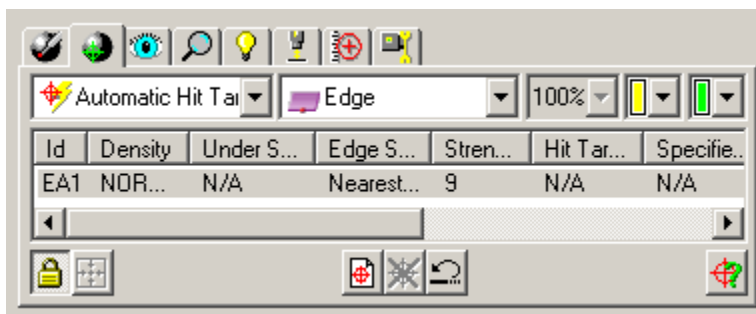 Automatic Hit Tar Edge 100%
Id Density Under S... Edge S... Stren... Hit Tar... Specifie...
EA1 NOR... N/A Nearest... 9 N/A N/A